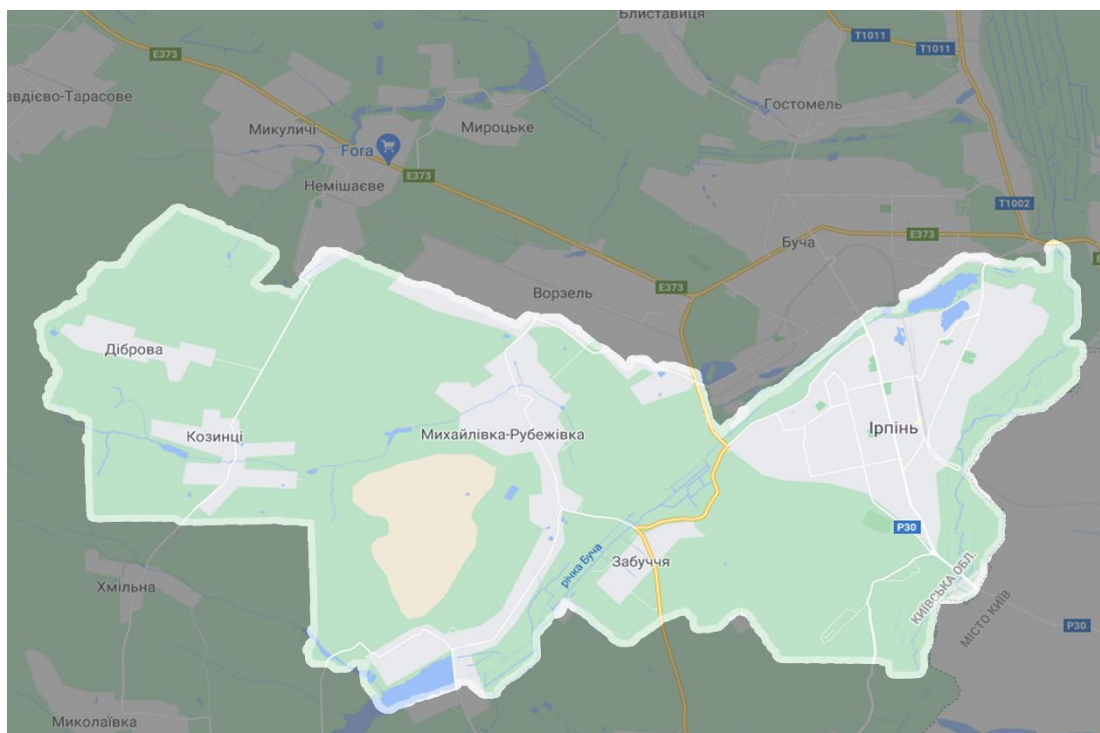 Блиставиця
T1011
T1011
E373
авдієво-Тарасове
Гостомель
Микуличі
Мироцьке
Fora
E373
Немішаєве
T1002
E373
Буча
E373
Ворзель
Діброва
Ірпінь
Козинці
Михайлівка-Рубежівка
P30
Забуччя
річка Буча
Хмільна
КИЇВСЬКА ОБЛ.
МІСТО КИЇВ
P30
Миколаївка